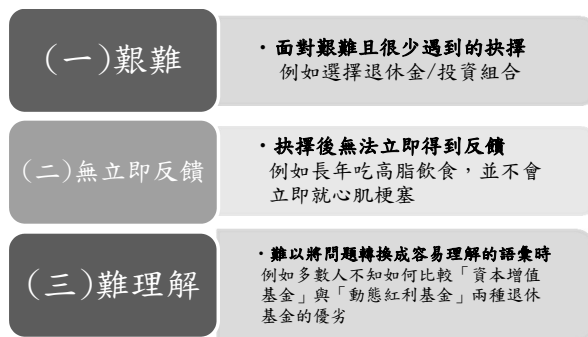 (一)艱難
・面對艱難且很少遇到的抉擇
例如選擇退休金/投資組合
(二)無立即反饋
・抉擇後無法立即得到反饋
例如長年吃高脂飲食，並不會
立即就心肌梗塞
(三)難理解
・難以將問題轉換成容易理解的語彙時
例如多數人不知如何比較「資本增值
基金」與「動態紅利基金」兩種退休
基金的優劣